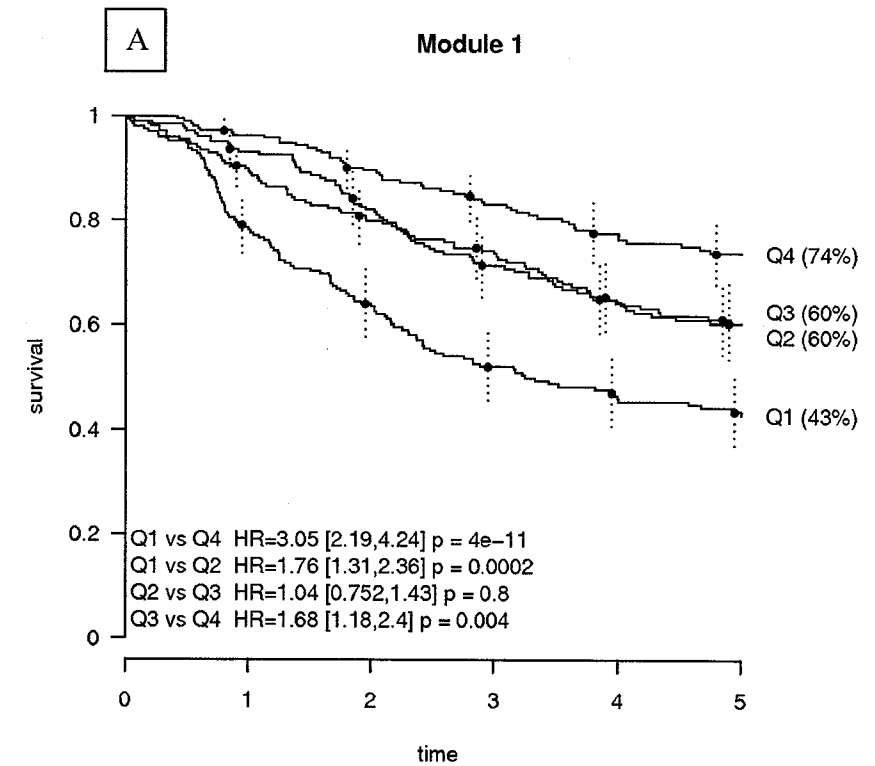 A
Module 1
survival
1
0.8
0.6
0.4
0.2
0
Q4 (74%)
Q3 (60%)
Q2 (60%)
Q1 (43%)
Q1 vs Q4 HR=3.05 [2.19,4.24] p = 4e−11
Q1 vs Q2 HR=1.76 [1.31,2.36] p = 0.0002
Q2 vs Q3 HR=1.04 [0.752,1.43] p = 0.8
Q3 vs Q4 HR=1.68 [1.18,2.4] p = 0.004
0 1 2 3 4 5
time